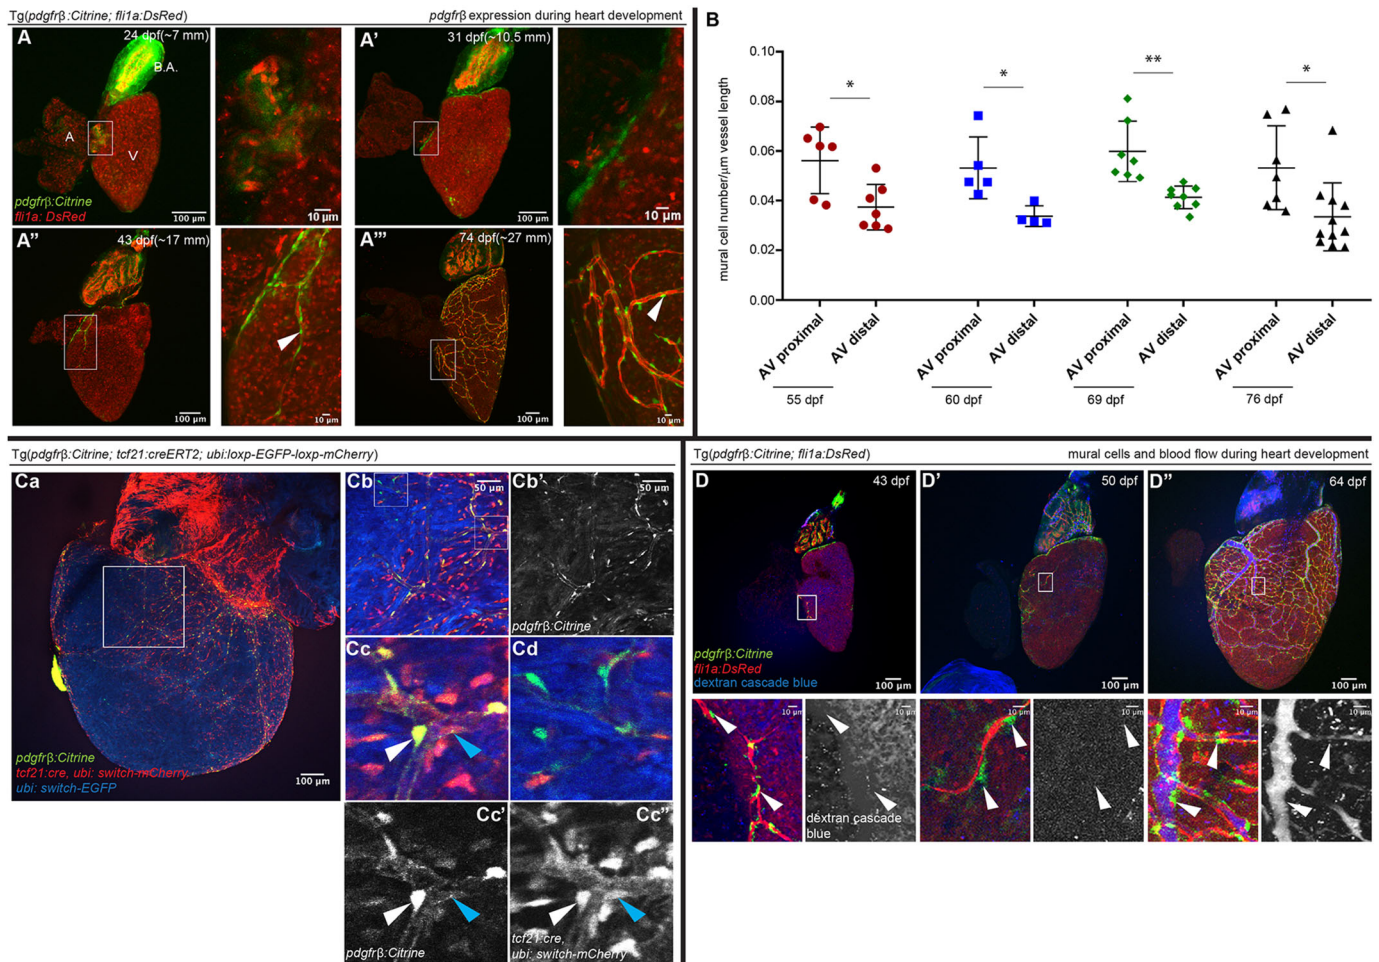 Tg(pdgfrβ:Citrine; fli1a:DsRed)
pdgfrβ expression during heart development
A
24 dpf(~7 mm)
B.A.
A
V
pdgfrβ:Citrine
fli1a: DsRed
100 µm
10 µm
A'
31 dpf(~10.5 mm)
100 µm
10 µm
A"
43 dpf(~17 mm)
100 µm
10 µm
A'"
74 dpf(~27 mm)
100 µm
10 µm
B
mural cell number/µm vessel length
0.10
0.08
0.06
0.04
0.02
0.00
*
*
**
*
AV proximal
AV distal
AV proximal
AV distal
AV proximal
AV distal
AV proximal
AV distal
55 dpf
60 dpf
69 dpf
76 dpf
Tg(pdgfrβ:Citrine; tcf21:creERT2; ubi:loxp-EGFP-loxp-mCherry)
Ca
pdgfrβ:Citrine
tcf21:cre, ubi: switch-mCherry
ubi: switch-EGFP
100 µm
Cb
50 µm
Cb'
50 µm
pdgfrβ:Citrine
Cc
Cd
Cc'
pdgfrβ:Citrine
Cc"
tcf21:cre,
ubi: switch-mCherry
Tg(pdgfrβ:Citrine; fli1a:DsRed)
mural cells and blood flow during heart development
D
43 dpf
pdgfrβ:Citrine
fli1a:DsRed
dextran cascade blue
100 µm
D'
50 dpf
100 µm
D"
64 dpf
100 µm
10 µm
10 µm
dextran cascade
blue
10 µm
10 µm
10 µm
10 µm